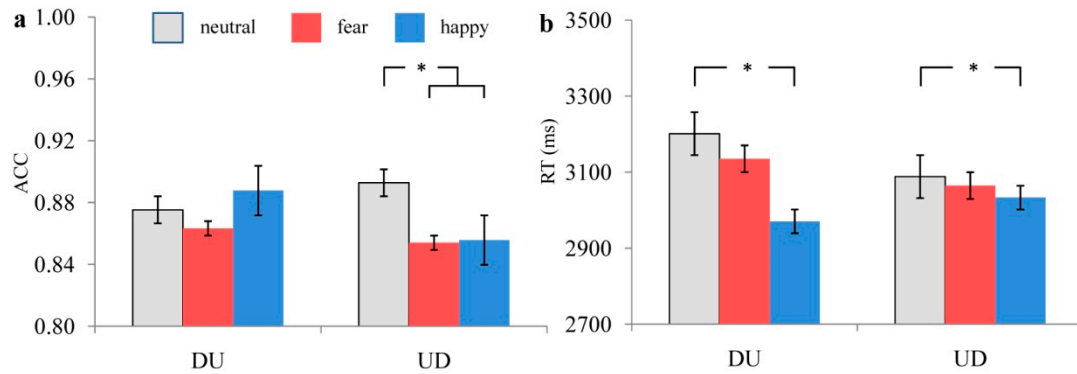 a
neutral
fear
happy
ACC
1.00
0.96
0.92
0.88
0.84
0.80
*
DU
UD
b
RT (ms)
3500
3300
3100
2900
2700
*
*
DU
UD